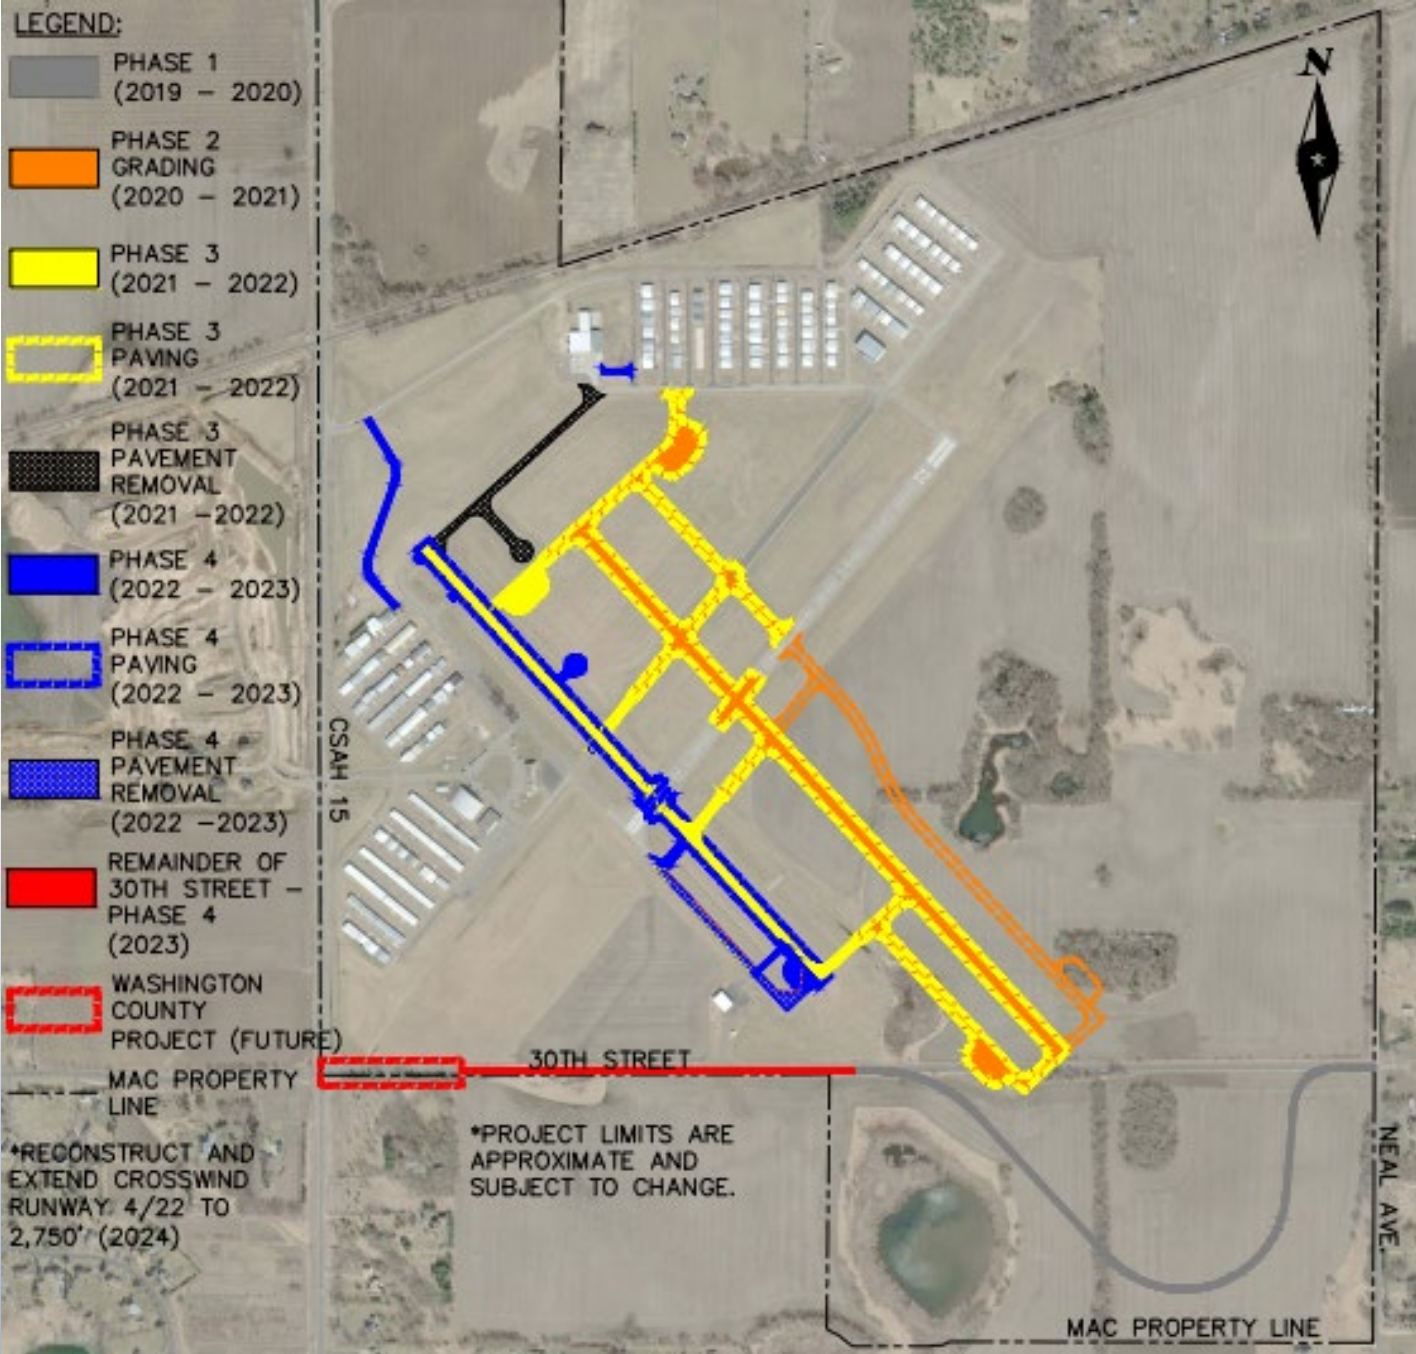 LEGEND:
PHASE 1
(2019 - 2020)
PHASE 2
GRADING
(2020 - 2021)
PHASE 3
(2021 - 2022)
PHASE 3
PAVING
(2021 - 2022)
PHASE 3
PAVEMENT
REMOVAL
(2021 -2022)
PHASE 4
(2022 - 2023)
PHASE 4
PAVING
(2022 - 2023)
PHASE 4
PAVEMENT
REMOVAL
(2022 -2023)
REMAINDER OF
30TH STREET -
PHASE 4
(2023)
WASHINGTON
COUNTY
PROJECT (FUTURE)
MAC PROPERTY
LINE
*RECONSTRUCT AND
EXTEND CROSSWIND
RUNWAY 4/22 TO
2,750' (2024)
N
CSAH 15
30TH STREET
*PROJECT LIMITS ARE
APPROXIMATE AND
SUBJECT TO CHANGE.
NEAL AVE.
MAC PROPERTY LINE